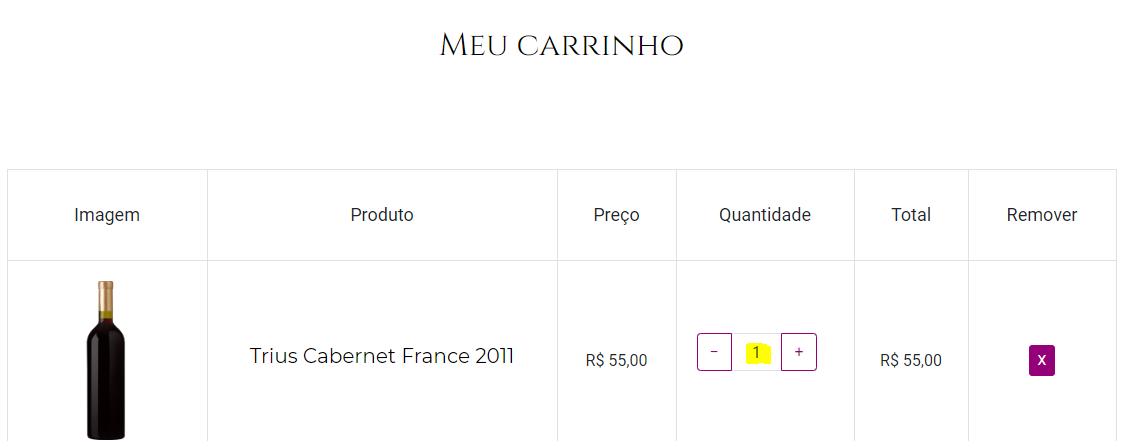 Meu carrinho
Imagem Produto Preço Quantidade Total Remover
Trius Cabernet France 2011 R$ 55,00 − 1 + R$ 55,00 X